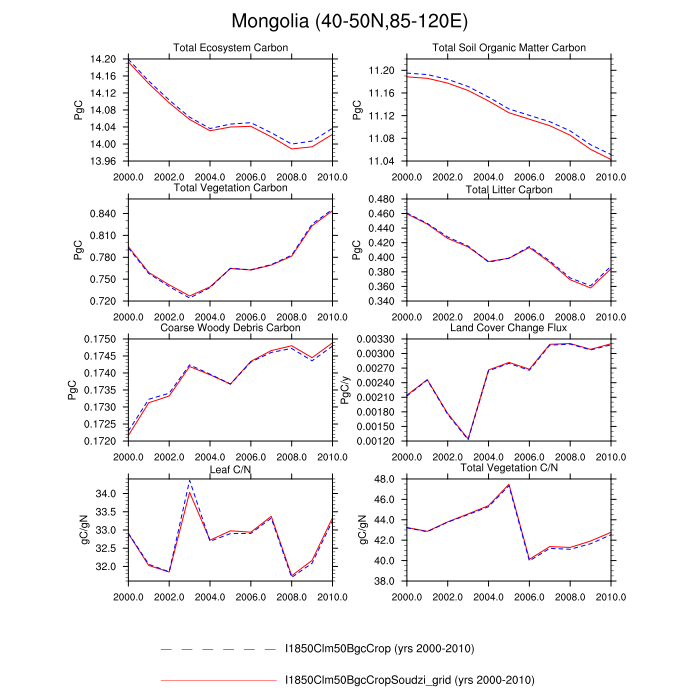 Mongolia (40-50N,85-120E)
Total Ecosystem Carbon
PgC
14.20
14.16
14.12
14.08
14.04
14.00
13.96
2000.0 2002.0 2004.0 2006.0 2008.0 2010.0
Total Soil Organic Matter Carbon
PgC
11.20
11.16
11.12
11.08
11.04
2000.0 2002.0 2004.0 2006.0 2008.0 2010.0
Total Vegetation Carbon
PgC
0.840
0.810
0.780
0.750
0.720
2000.0 2002.0 2004.0 2006.0 2008.0 2010.0
Total Litter Carbon
PgC
0.480
0.460
0.440
0.420
0.400
0.380
0.360
0.340
2000.0 2002.0 2004.0 2006.0 2008.0 2010.0
Coarse Woody Debris Carbon
PgC
0.1750
0.1745
0.1740
0.1735
0.1730
0.1725
0.1720
2000.0 2002.0 2004.0 2006.0 2008.0 2010.0
Land Cover Change Flux
PgC/y
0.00330
0.00300
0.00270
0.00240
0.00210
0.00180
0.00150
0.00120
2000.0 2002.0 2004.0 2006.0 2008.0 2010.0
Leaf C/N
gC/gN
34.0
33.5
33.0
32.5
32.0
2000.0 2002.0 2004.0 2006.0 2008.0 2010.0
Total Vegetation C/N
gC/gN
48.0
46.0
44.0
42.0
40.0
38.0
2000.0 2002.0 2004.0 2006.0 2008.0 2010.0
I1850Clm50BgcCrop (yrs 2000-2010)
I1850Clm50BgcCropSoudzi_grid (yrs 2000-2010)